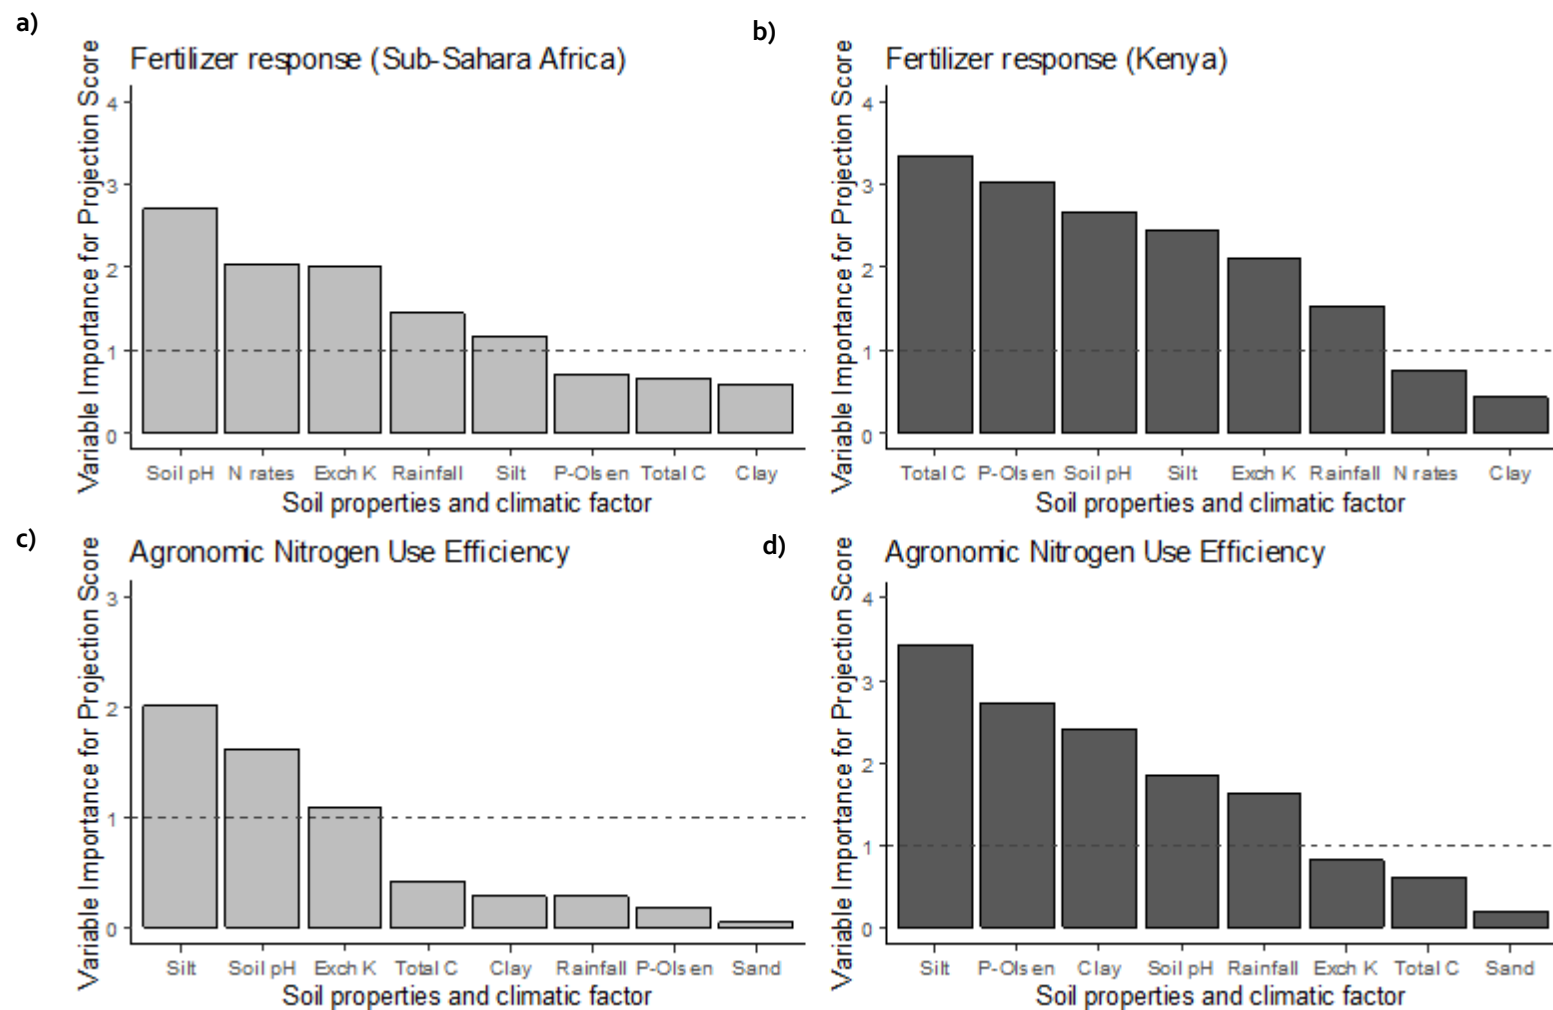 a)
Fertilizer response (Sub-Sahara Africa)
Variable Importance for Projection Score
4
3
2
1
0
Soil pH N rates Exch K Rainfall Silt P-Olsen Total C Clay
Soil properties and climatic factor
b)
Fertilizer response (Kenya)
Variable Importance for Projection Score
4
3
2
1
0
Total C P-Olsen Soil pH Silt Exch K Rainfall N rates Clay
Soil properties and climatic factor
c)
Agronomic Nitrogen Use Efficiency
Variable Importance for Projection Score
3
2
1
0
Silt Soil pH Exch K Total C Clay Rainfall P-Olsen Sand
Soil properties and climatic factor
d)
Agronomic Nitrogen Use Efficiency
Variable Importance for Projection Score
4
3
2
1
0
Silt P-Olsen Clay Soil pH Rainfall Exch K Total C Sand
Soil properties and climatic factor